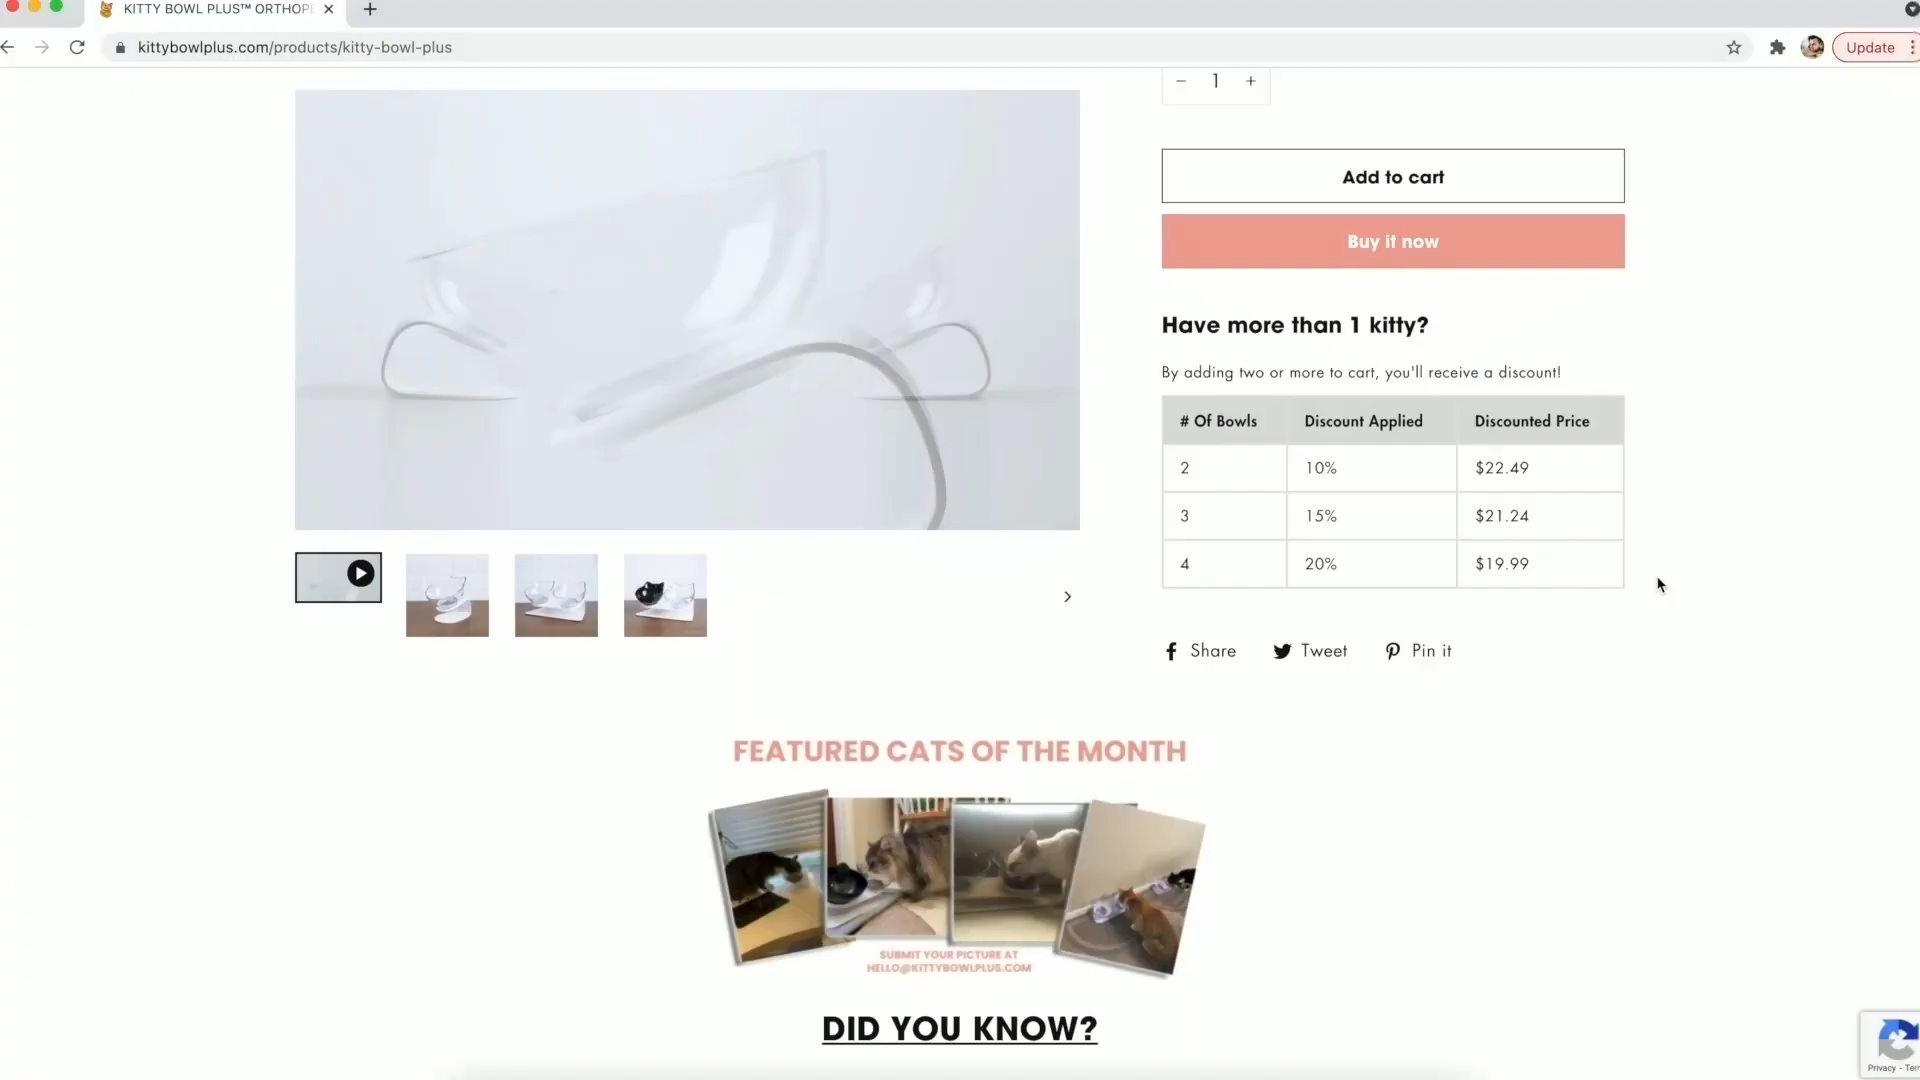 KITTY BOWL PLUS™ ORTHOP
kittybowlplus.com/products/kitty-bowl-plus
Update
− 1 +
Add to cart
Buy it now
Have more than 1 kitty?
By adding two or more to cart, you'll receive a discount!
# Of Bowls Discount Applied Discounted Price
2 10% $22.49
3 15% $21.24
4 20% $19.99
Share Tweet Pin it
FEATURED CATS OF THE MONTH
SUBMIT YOUR PICTURE AT
HELLO@KITTYBOWLPLUS.COM
DID YOU KNOW?
Privacy - Ter